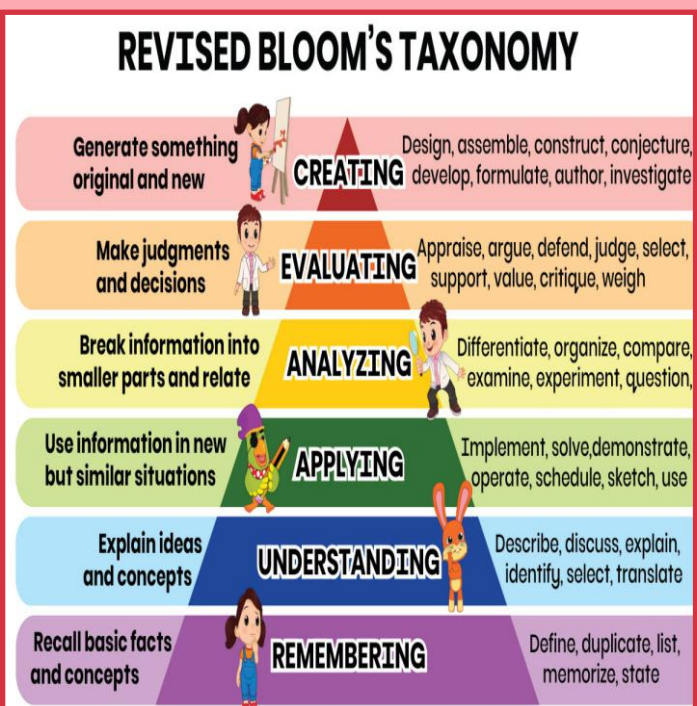 REVISED BLOOM'S TAXONOMY
Generate something
original and new
CREATING
Design, assemble, construct, conjecture,
develop, formulate, author, investigate
Make judgments
and decisions
EVALUATING
Appraise, argue, defend, judge, select,
support, value, critique, weigh
Break information into
smaller parts and relate
ANALYZING
Differentiate, organize, compare,
examine, experiment, question,
Use information in new
but similar situations
APPLYING
Implement, solve,demonstrate,
operate, schedule, sketch, use
Explain ideas
and concepts
UNDERSTANDING
Describe, discuss, explain,
identify, select, translate
Recall basic facts
and concepts
REMEMBERING
Define, duplicate, list,
memorize, state